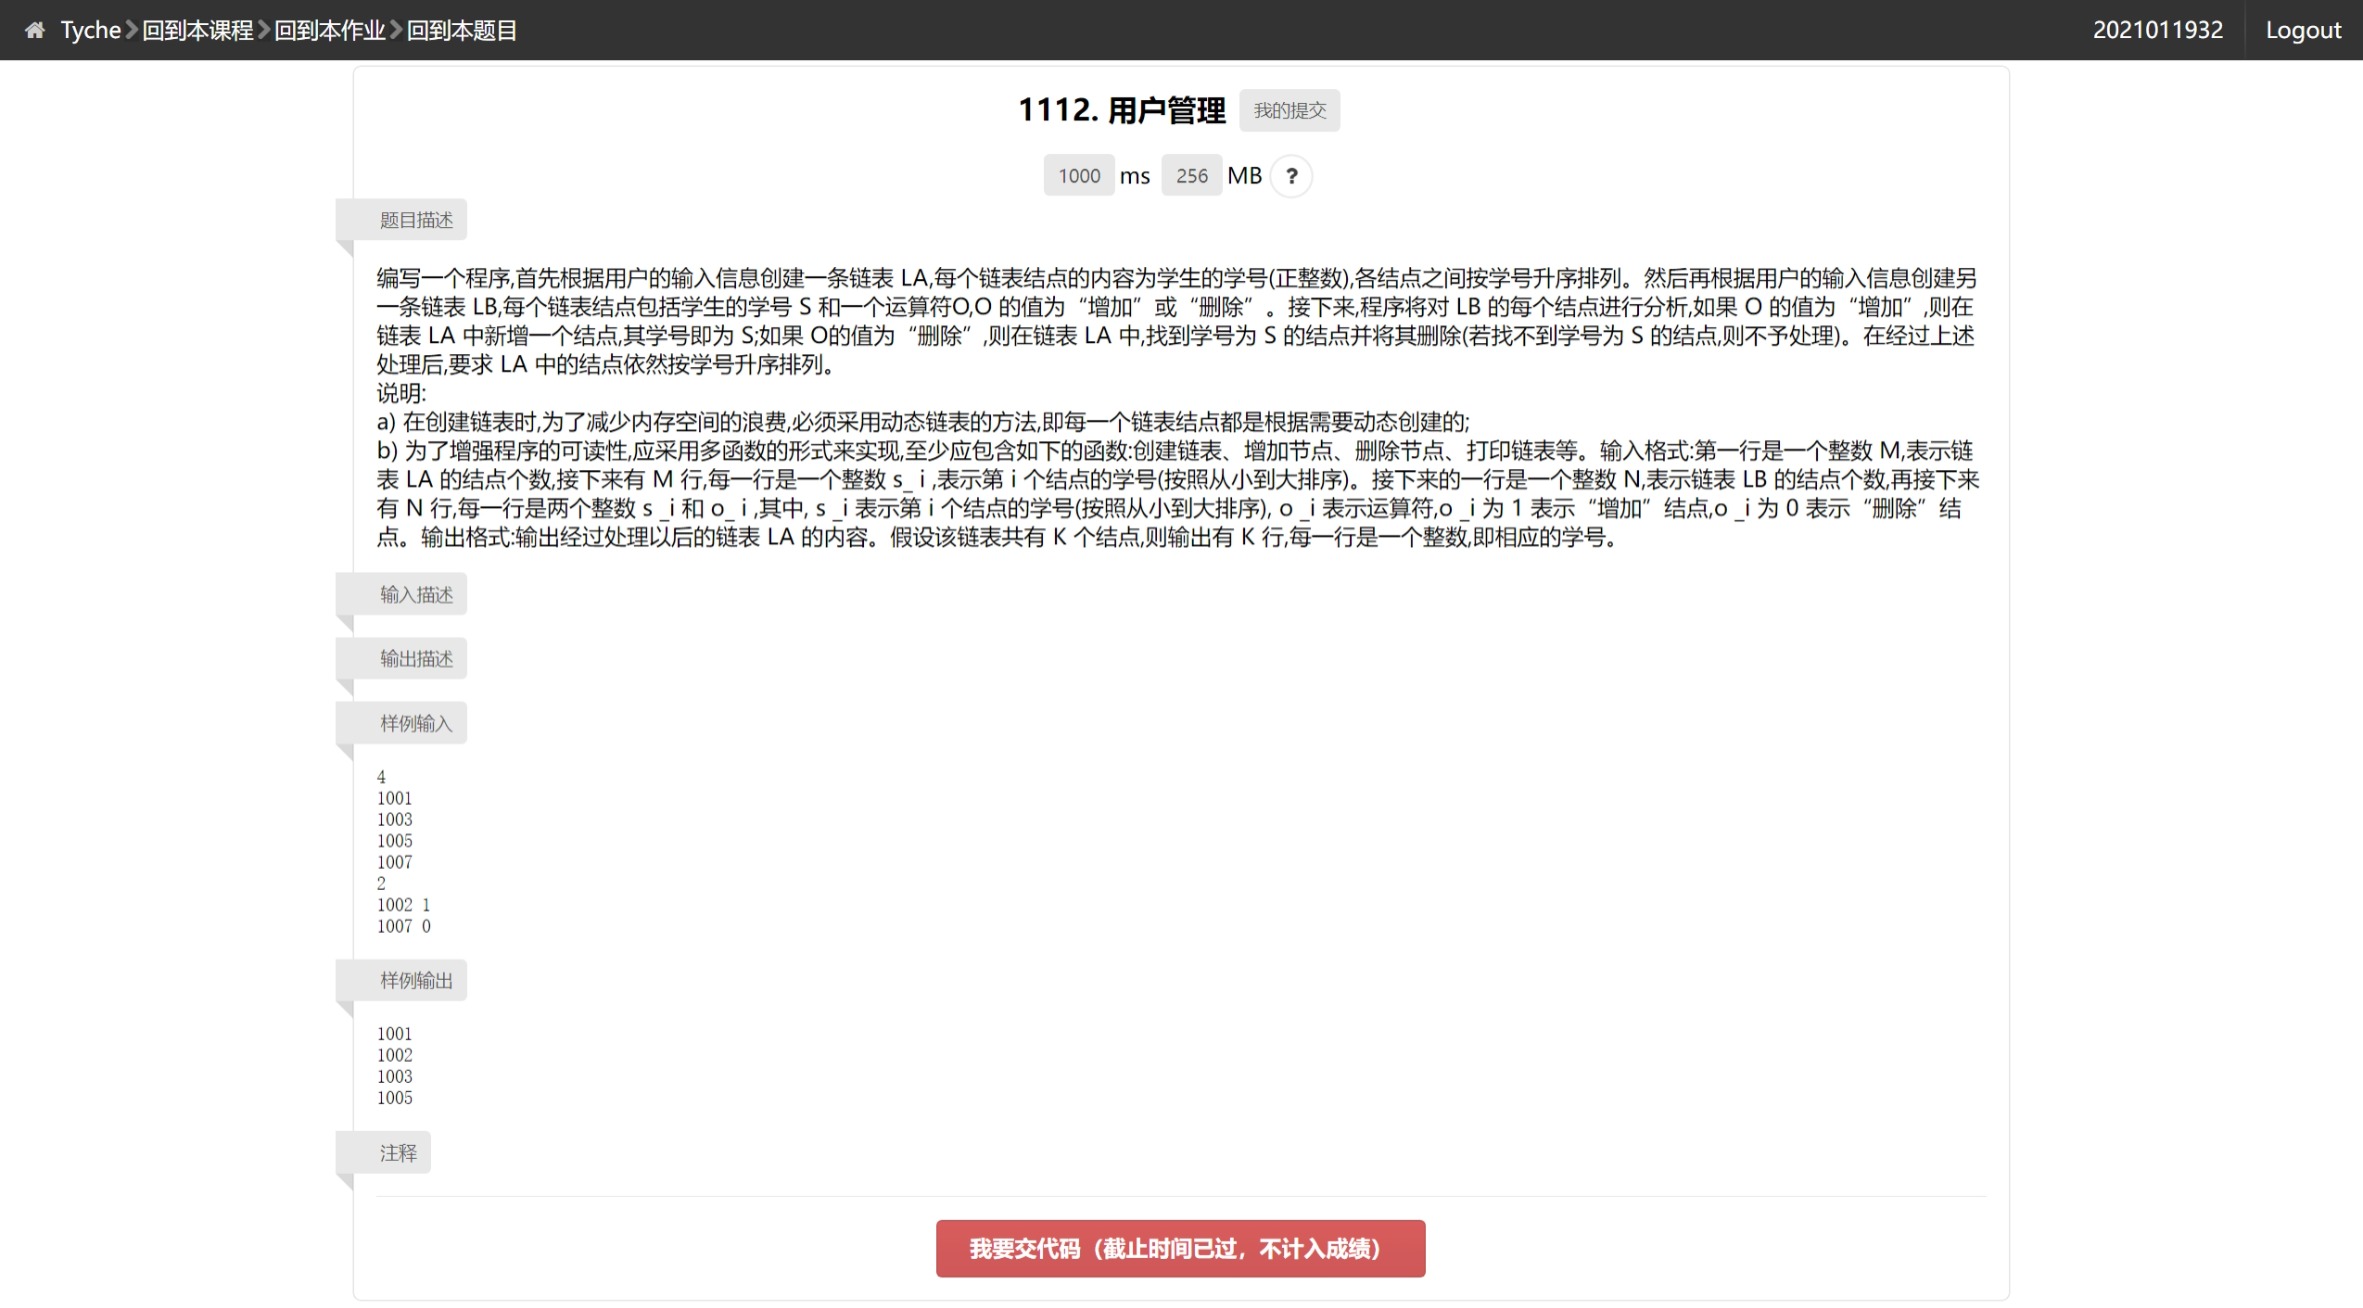 Tyche 回到本课程 回到本作业 回到本题目 2021011932 Logout
1112. 用户管理 我的提交
1000 ms 256 MB ?
题目描述
编写一个程序,首先根据用户的输入信息创建一条链表 LA,每个链表结点的内容为学生的学号(正整数),各结点之间按学号升序排列。然后再根据用户的输入信息创建另
一条链表 LB,每个链表结点包括学生的学号 S 和一个运算符O,O 的值为“增加”或“删除”。接下来,程序将对 LB 的每个结点进行分析,如果 O 的值为“增加”,则在
链表 LA 中新增一个结点,其学号即为 S;如果 O的值为“删除”,则在链表 LA 中,找到学号为 S 的结点并将其删除(若找不到学号为 S 的结点,则不予处理)。在经过上述
处理后,要求 LA 中的结点依然按学号升序排列。
说明:
a) 在创建链表时,为了减少内存空间的浪费,必须采用动态链表的方法,即每一个链表结点都是根据需要动态创建的;
b) 为了增强程序的可读性,应采用多函数的形式来实现,至少应包含如下的函数:创建链表、增加节点、删除节点、打印链表等。输入格式:第一行是一个整数 M,表示链
表 LA 的结点个数,接下来有 M 行,每一行是一个整数 s_ i ,表示第 i 个结点的学号(按照从小到大排序)。接下来的一行是一个整数 N,表示链表 LB 的结点个数,再接下来
有 N 行,每一行是两个整数 s _i 和 o_ i ,其中, s _i 表示第 i 个结点的学号(按照从小到大排序), o _i 表示运算符,o _i 为 1 表示“增加”结点,o _i 为 0 表示“删除”结
点。输出格式:输出经过处理以后的链表 LA 的内容。假设该链表共有 K 个结点,则输出有 K 行,每一行是一个整数,即相应的学号。
输入描述
输出描述
样例输入
4
1001
1003
1005
1007
2
1002 1
1007 0
样例输出
1001
1002
1003
1005
注释
我要交代码（截止时间已过，不计入成绩）